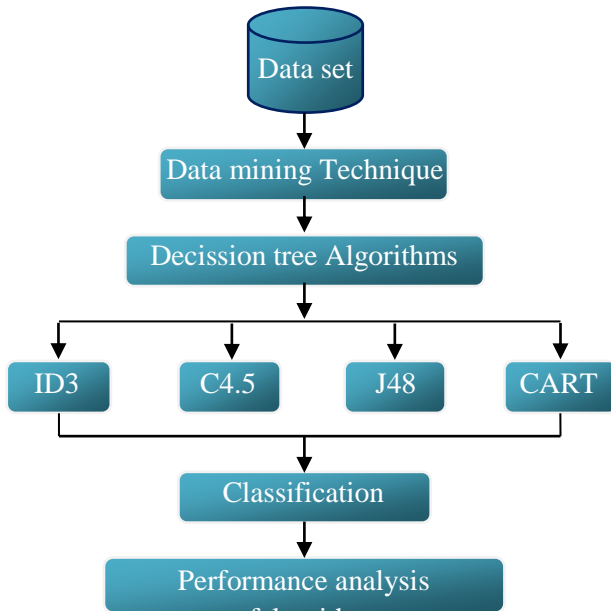 Data set
Data mining Technique
Decission tree Algorithms
ID3
C4.5
J48
CART
Classification
Performance analysis